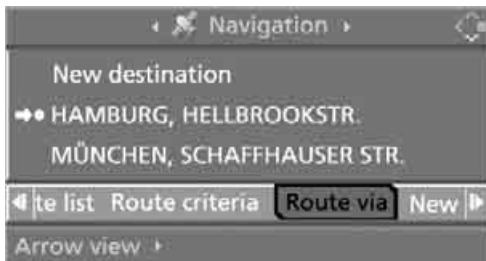 Navigation
New destination
HAMBURG, HELLBROOKSTR.
MÜNCHEN, SCHAFFHAUSER STR.
te list Route criteria Route via New
Arrow view